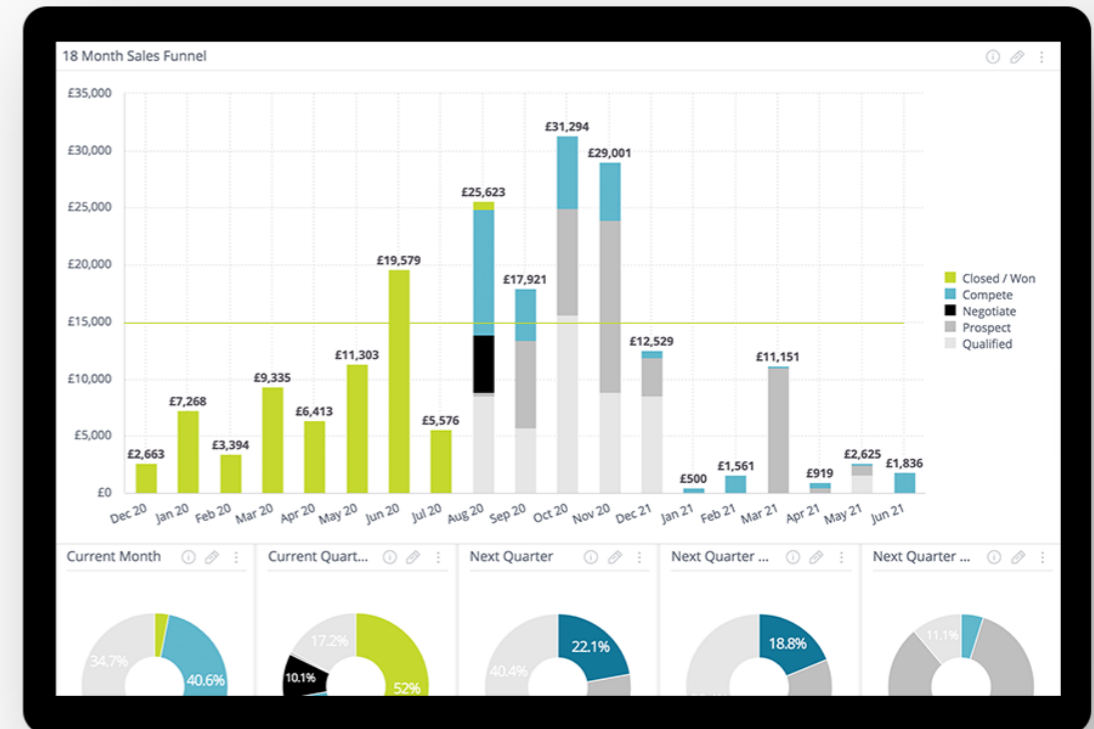 18 Month Sales Funnel
£35,000
£30,000
£25,000
£20,000
£15,000
£10,000
£5,000
£0
£2,663
£7,268
£3,394
£9,335
£6,413
£11,303
£19,579
£5,576
£25,623
£17,921
£31,294
£29,001
£12,529
£500
£1,561
£11,151
£919
£2,625
£1,836
Dec 20
Jan 20
Feb 20
Mar 20
Apr 20
May 20
Jun 20
Jul 20
Aug 20
Sep 20
Oct 20
Nov 20
Dec 21
Jan 21
Feb 21
Mar 21
Apr 21
May 21
Jun 21
Closed / Won
Compete
Negotiate
Prospect
Qualified
Current Month
34.7%
40.6%
Current Quart...
17.2%
10.1%
52%
Next Quarter
22.1%
40.4%
Next Quarter ...
18.8%
Next Quarter ...
11.1%